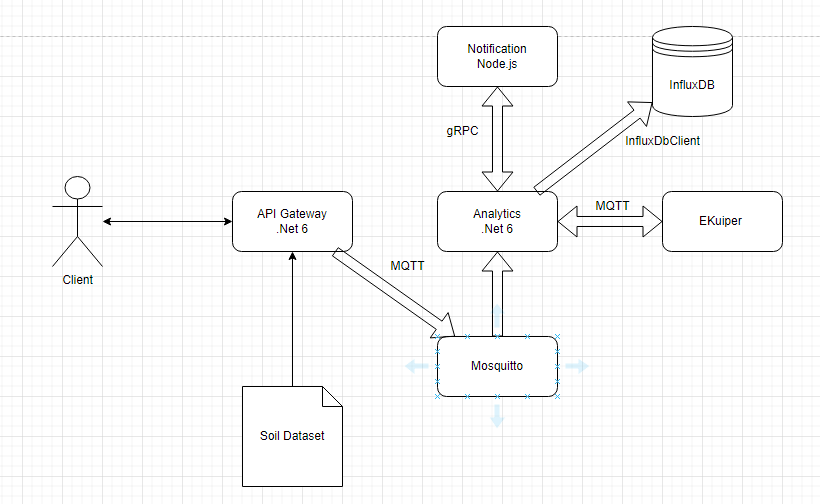 Notification
Node.js
InfluxDB
gRPC
InfluxDbClient
API Gateway
.Net 6
Analytics
.Net 6
MQTT
EKuiper
Client
MQTT
Mosquitto
Soil Dataset